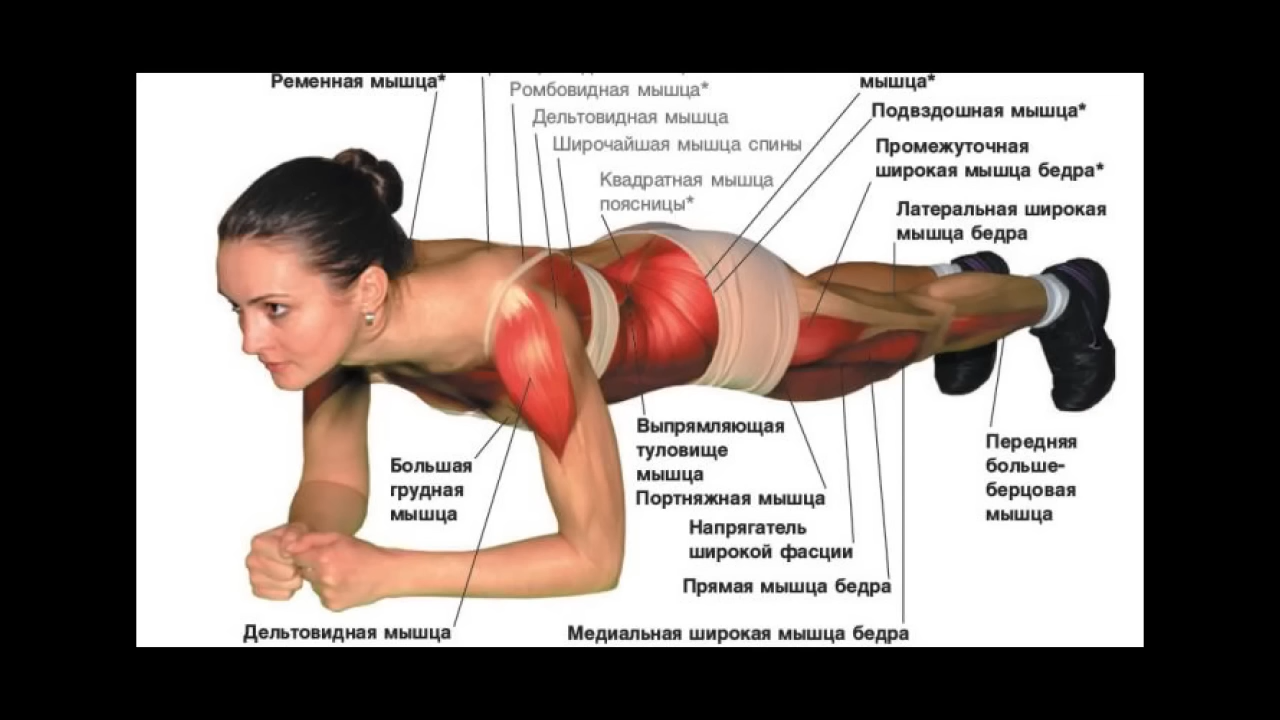 Ременная мышца*
Ромбовидная мышца*
Дельтовидная мышца
Широчайшая мышца спины
Квадратная мышца
поясницы*
мышца*
Подвздошная мышца*
Промежуточная
широкая мышца бедра*
Латеральная широкая
мышца бедра
Большая
грудная
мышца
Выпрямляющая
туловище
мышца
Портняжная мышца
Напрягатель
широкой фасции
Прямая мышца бедра
Передняя
больше-
берцовая
мышца
Дельтовидная мышца
Медиальная широкая мышца бедра